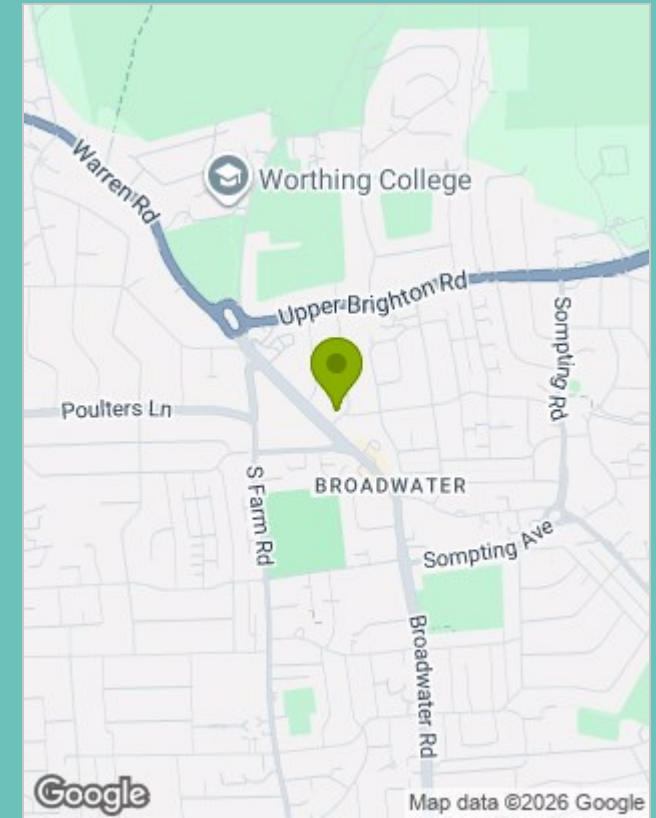 Warren Rd
Worthing College
Upper Brighton Rd
Sompting Rd
Poulters Ln
BROADWATER
S Farm Rd
Sompting Ave
Broadwater Rd
Google
Map data ©2026 Google